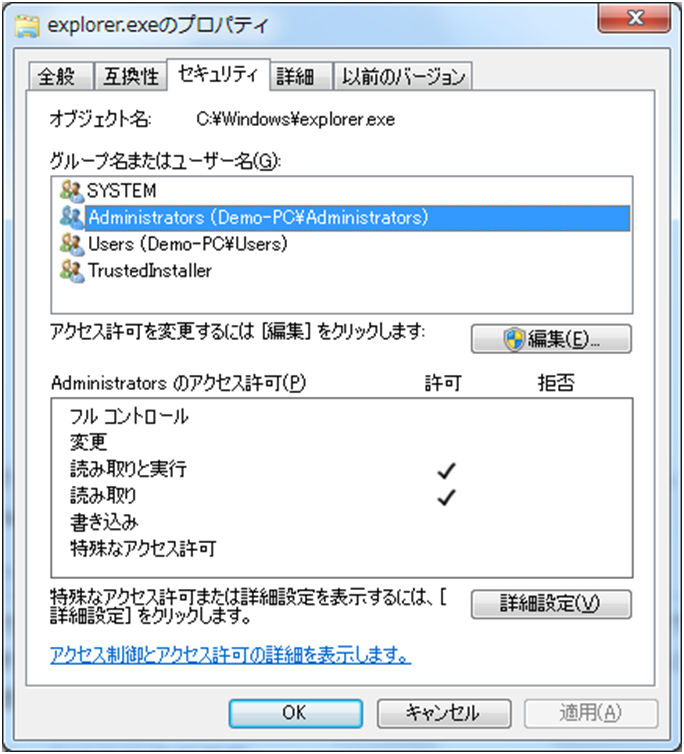 explorer.exeのプロパティ
全般 互換性 セキュリティ 詳細 以前のバージョン
オブジェクト名: C:¥Windows¥explorer.exe
グループ名またはユーザー名(G):
SYSTEM
Administrators (Demo-PC¥Administrators)
Users (Demo-PC¥Users)
TrustedInstaller
アクセス許可を変更するには [編集] をクリックします: 編集(E)...
Administrators のアクセス許可(P) 許可 拒否
フル コントロール
変更
読み取りと実行
読み取り
書き込み
特殊なアクセス許可
特殊なアクセス許可または詳細設定を表示するには、[
詳細設定] をクリックします。 詳細設定(V)
アクセス制御とアクセス許可の詳細を表示します。
OK キャンセル 適用(A)